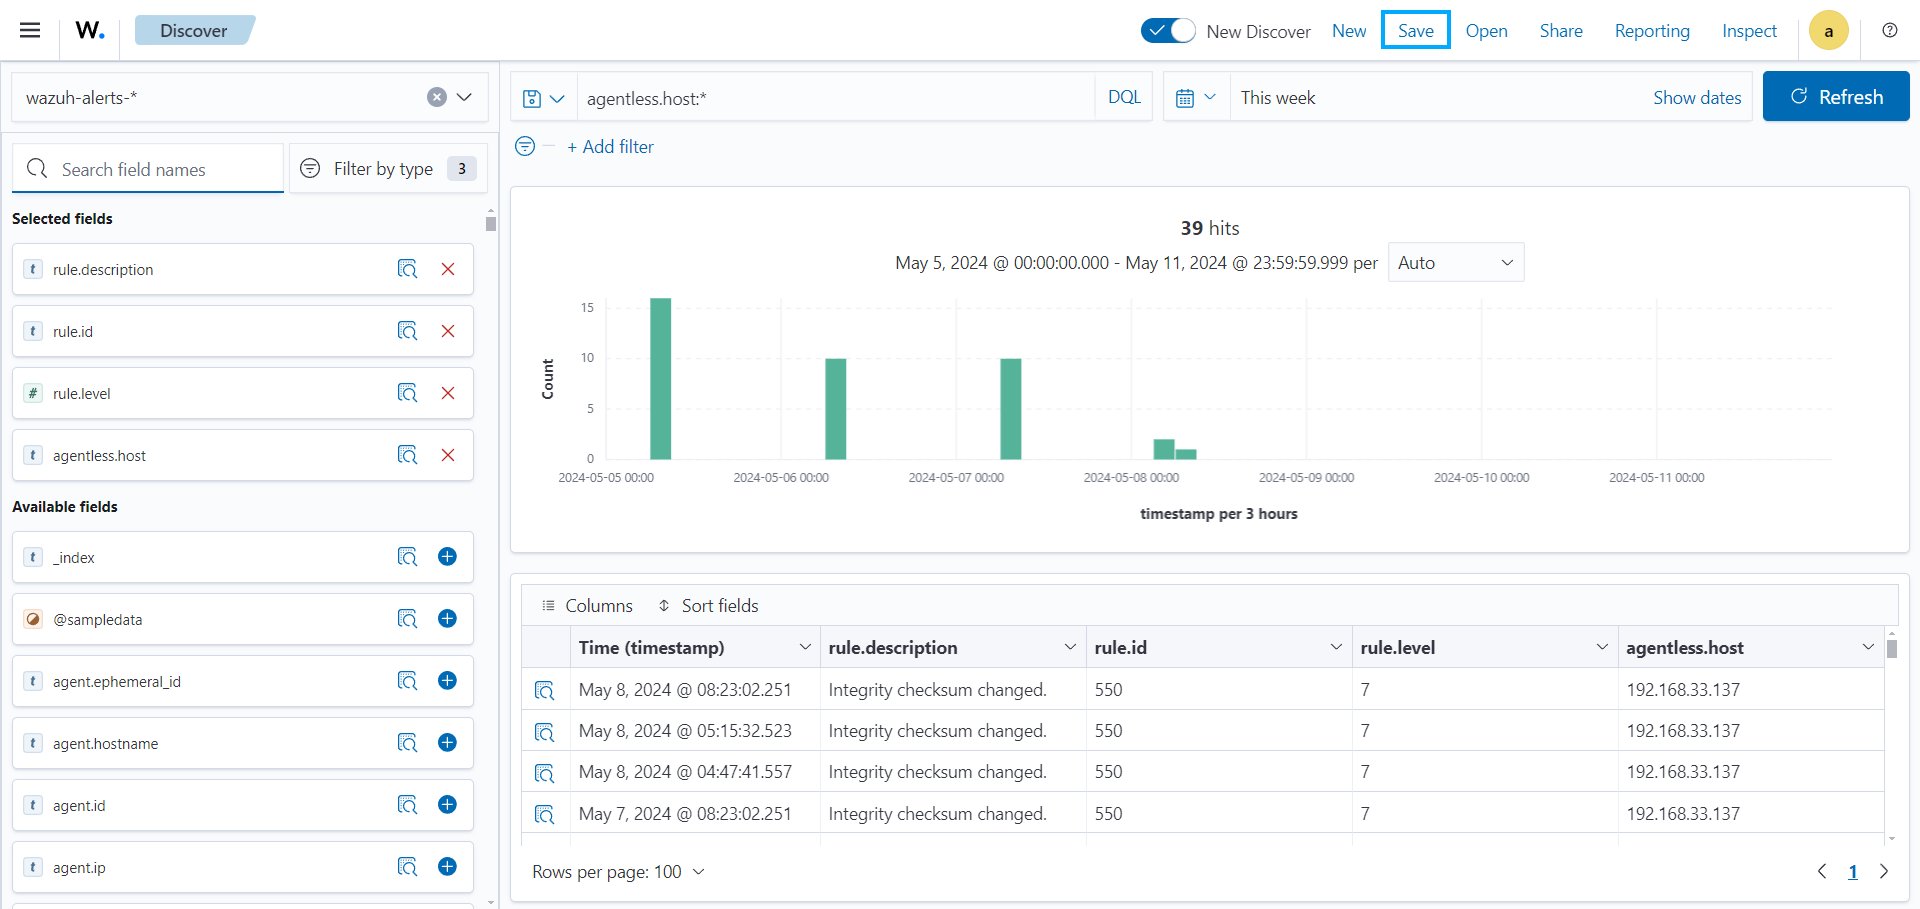 W. Discover New Discover New Save Open Share Reporting Inspect a
wazuh-alerts-*
agentless.host:* DQL This week Show dates Refresh
+ Add filter
Search field names Filter by type 3
Selected fields
t rule.description
t rule.id
# rule.level
t agentless.host
Available fields
t _index
@sampledata
t agent.ephemeral_id
t agent.hostname
t agent.id
t agent.ip
39 hits
May 5, 2024 @ 00:00:00.000 - May 11, 2024 @ 23:59:59.999 per Auto
Count
15
10
5
0
2024-05-05 00:00 2024-05-06 00:00 2024-05-07 00:00 2024-05-08 00:00 2024-05-09 00:00 2024-05-10 00:00 2024-05-11 00:00
timestamp per 3 hours
Columns Sort fields
Time (timestamp) rule.description rule.id rule.level agentless.host
May 8, 2024 @ 08:23:02.251 Integrity checksum changed. 550 7 192.168.33.137
May 8, 2024 @ 05:15:32.523 Integrity checksum changed. 550 7 192.168.33.137
May 8, 2024 @ 04:47:41.557 Integrity checksum changed. 550 7 192.168.33.137
May 7, 2024 @ 08:23:02.251 Integrity checksum changed. 550 7 192.168.33.137
Rows per page: 100 1